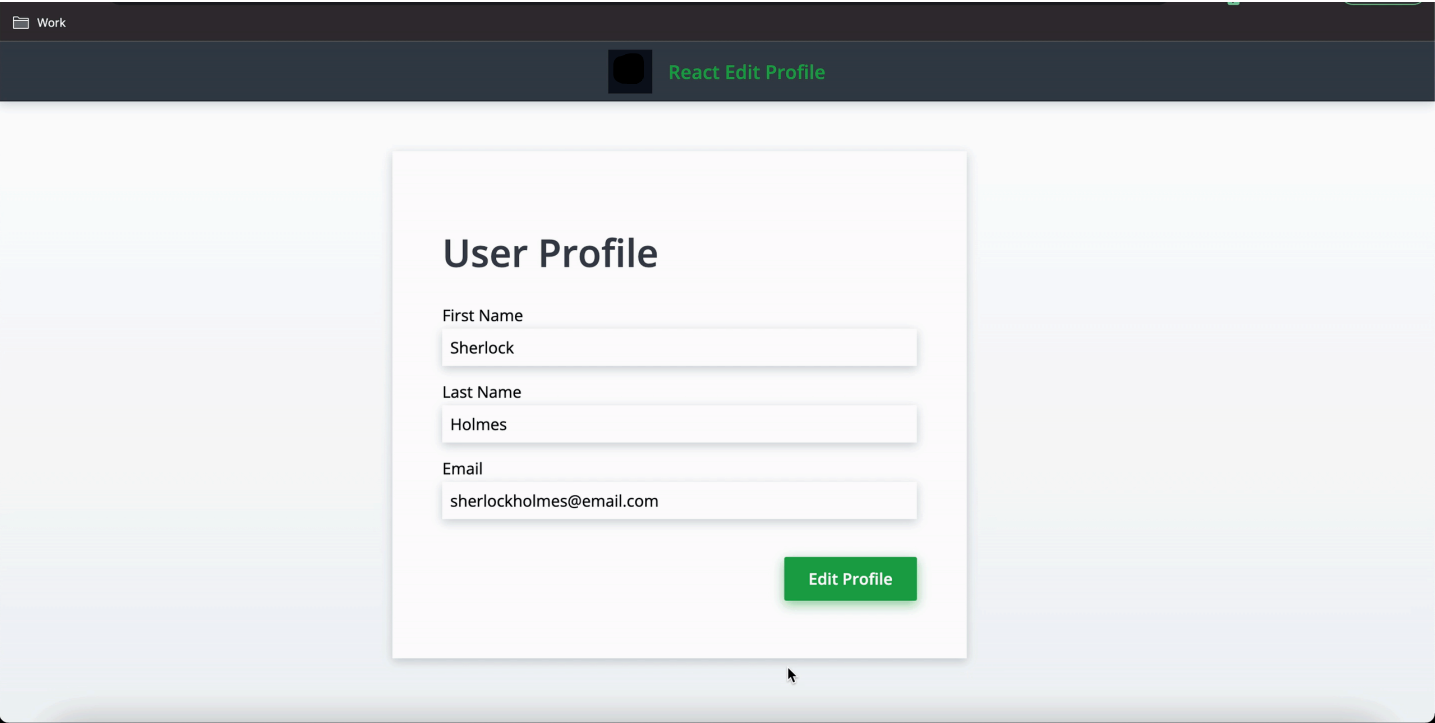 Work
React Edit Profile
User Profile
First Name
Sherlock
Last Name
Holmes
Email
sherlockholmes@email.com
Edit Profile